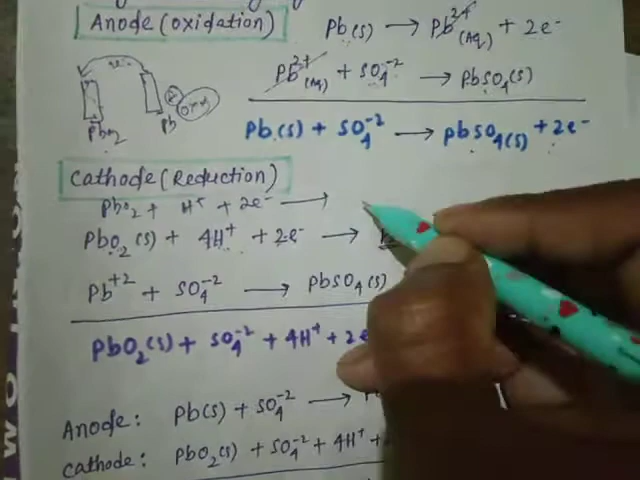 Anode (Oxidation)
Pb(s) → Pb²⁺(Aq) + 2e⁻
Pb²⁺(Aq) + SO₄⁻² → PbSO₄(s)
Pb(s) + SO₄⁻² → PbSO₄(s) + 2e⁻
PbO₂
Pb
Cathode (Reduction)
PbO₂ + H⁺ + 2e⁻ →
PbO₂(s) + 4H⁺ + 2e⁻ →
Pb⁺² + SO₄⁻² → PbSO₄(s)
PbO₂(s) + SO₄⁻² + 4H⁺ + 2e
Anode: Pb(s) + SO₄⁻² →
Cathode: PbO₂(s) + SO₄⁻² + 4H⁺ +